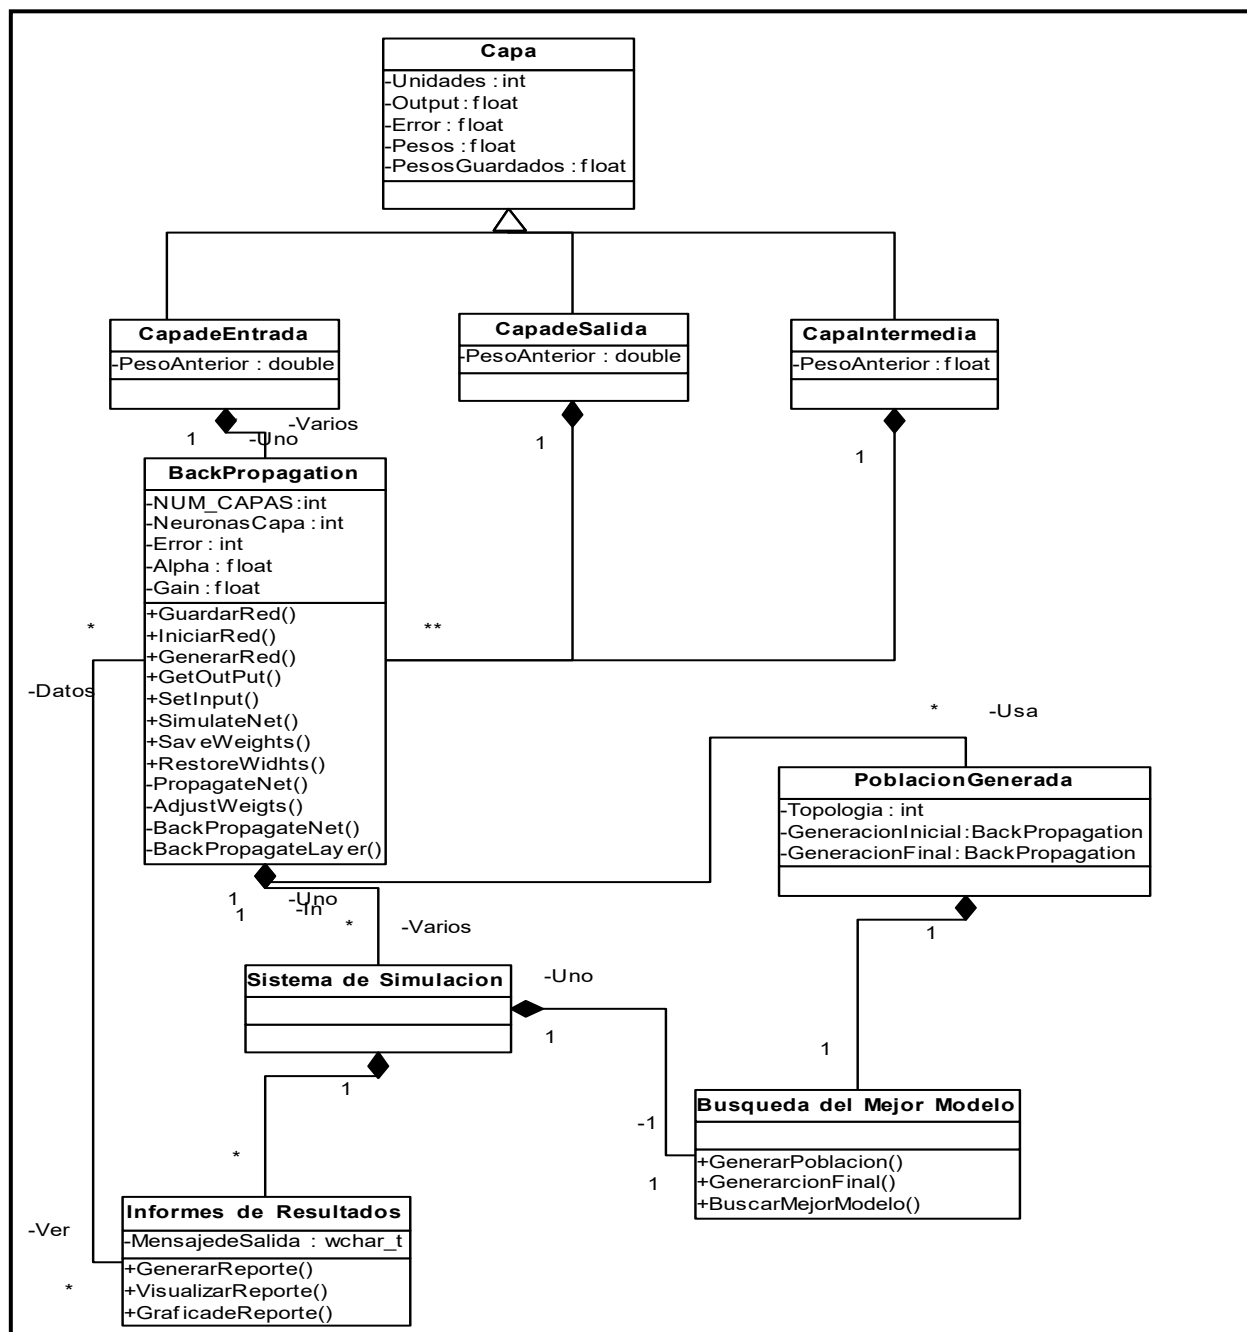 Capa
-Unidades : int
-Output : float
-Error : float
-Pesos : float
-PesosGuardados : float
CapadeEntrada
-PesoAnterior : double
CapadeSalida
-PesoAnterior : double
CapaIntermedia
-PesoAnterior : float
1
-Uno
-Varios
1
1
BackPropagation
-NUM_CAPAS:int
-NeuronasCapa : int
-Error : int
-Alpha : float
-Gain : float
+GuardarRed()
+IniciarRed()
+GenerarRed()
+GetOutPut()
+SetInput()
+SimulateNet()
+SaveWeights()
+RestoreWidhts()
-PropagateNet()
-AdjustWeigts()
-BackPropagateNet()
-BackPropagateLayer()
*
-Datos
**
*
-Usa
PoblacionGenerada
-Topologia : int
-GeneracionInicial:BackPropagation
-GeneracionFinal:BackPropagation
1
-Uno
1
-In
*
-Varios
1
Sistema de Simulacion
-Uno
1
1
1
-1
1
Busqueda del Mejor Modelo
+GenerarPoblacion()
+GenerarcionFinal()
+BuscarMejorModelo()
*
-Ver
*
Informes de Resultados
-MensajedeSalida : wchar_t
+GenerarReporte()
+VisualizarReporte()
+GraficadeReporte()